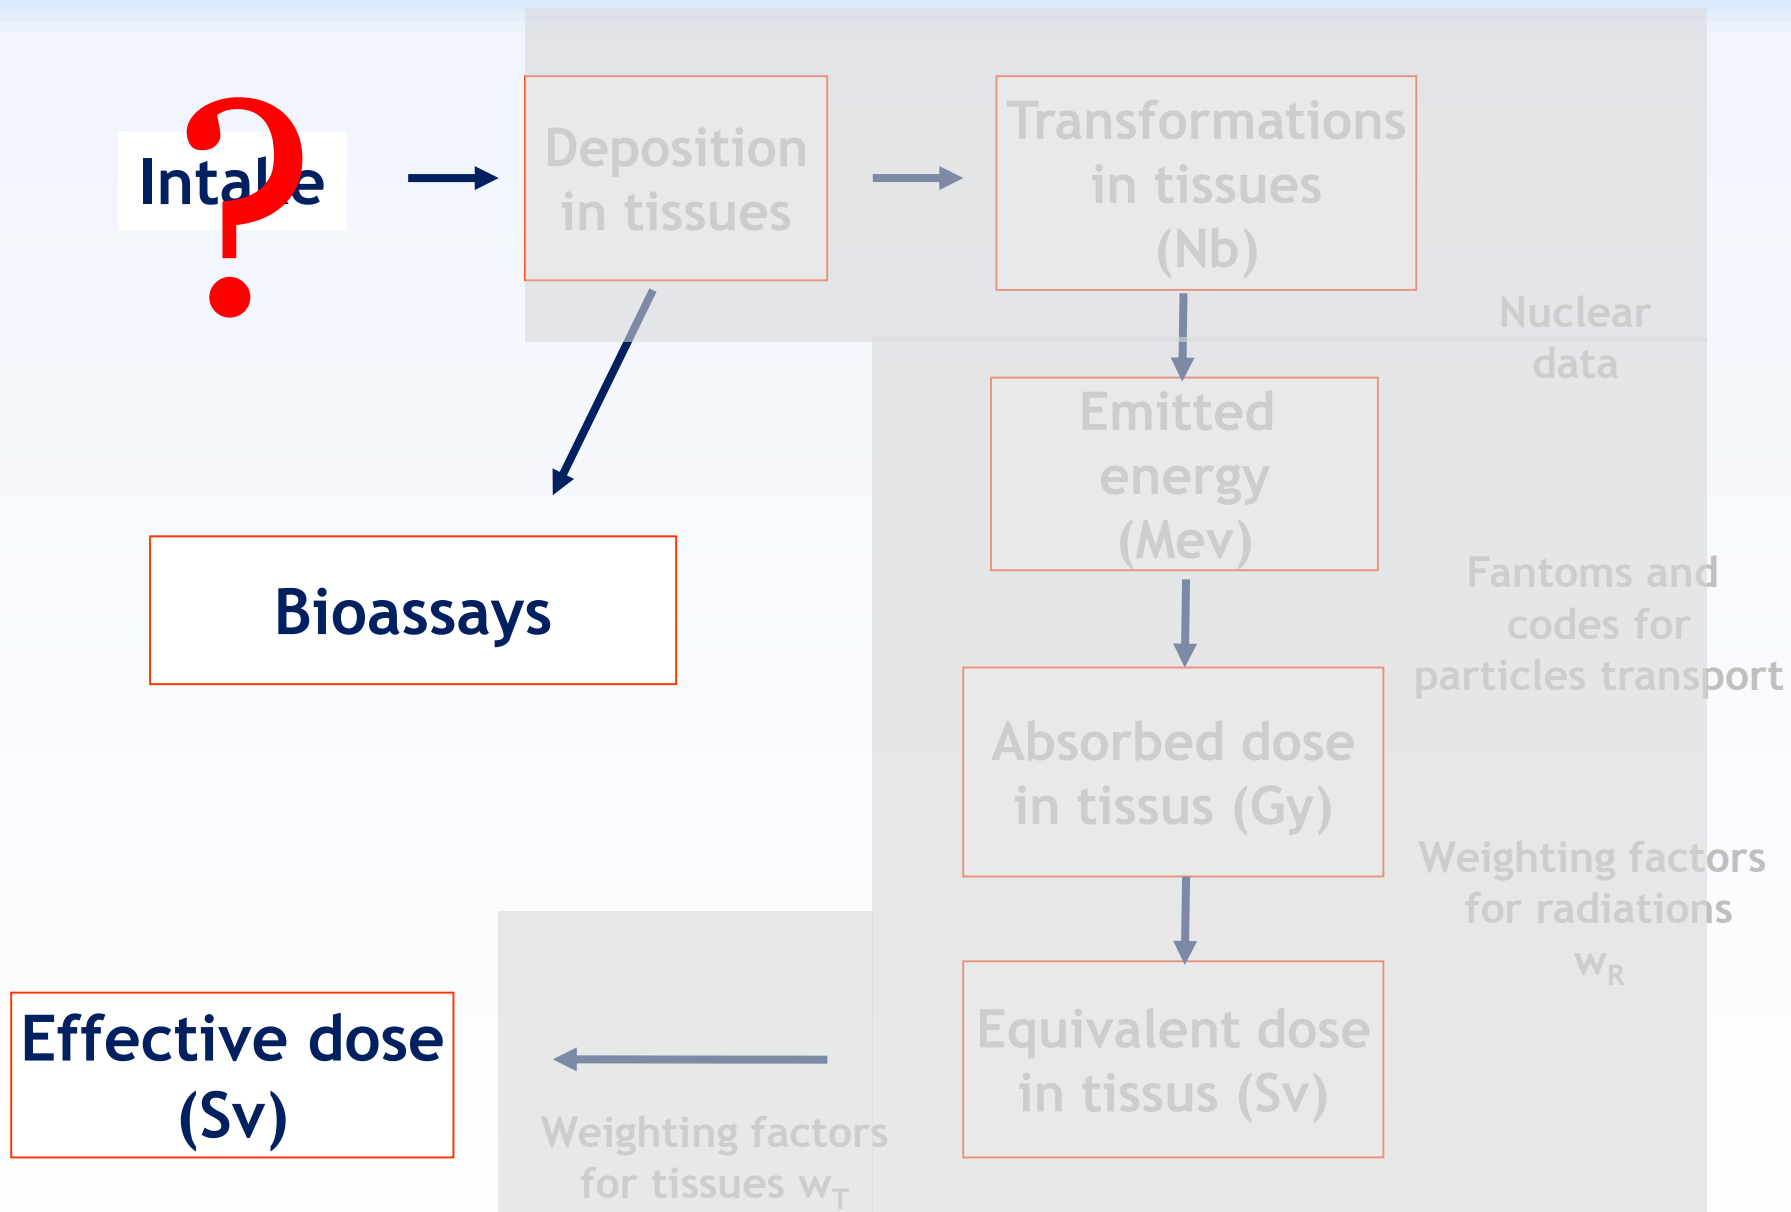 Intake
?
Deposition
in tissues
Transformations
in tissues
(Nb)
Nuclear
data
Emitted
energy
(Mev)
Bioassays
Fantoms and
codes for
particles transport
Absorbed dose
in tissus (Gy)
Weighting factors
for radiations
wR
Effective dose
(Sv)
Equivalent dose
in tissus (Sv)
Weighting factors
for tissues wT